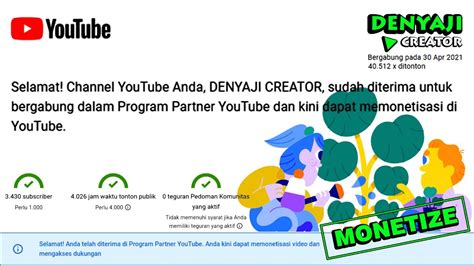 YouTube
DENYAJI
CREATOR
Bergabung pada 30 Apr 2021
40.512 x ditonton
Selamat! Channel YouTube Anda, DENYAJI CREATOR, sudah diterima untuk
bergabung dalam Program Partner YouTube dan kini dapat memonetisasi di
YouTube.
3.430 subscriber
Perlu 1.000
4.026 jam waktu tonton publik
Perlu 4.000
0 teguran Pedoman Komunitas
yang aktif
Tidak memenuhi syarat jika Anda
memiliki teguran yang aktif
MONETIZE
Selamat! Anda telah diterima di Program Partner YouTube. Anda kini dapat memonetisasi video dan
mengakses dukungan